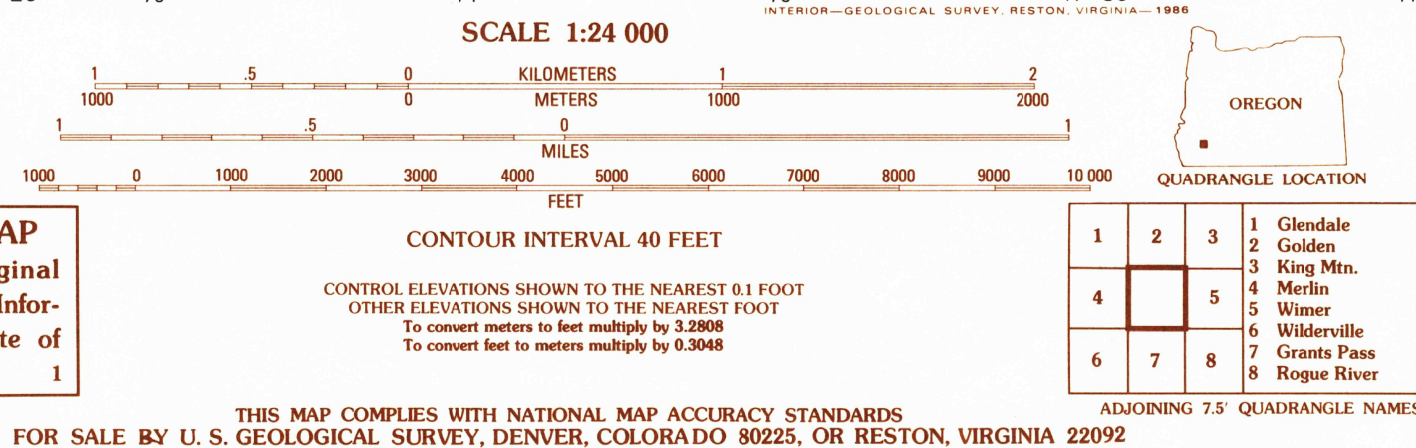 INTERIOR—GEOLOGICAL SURVEY, RESTON, VIRGINIA—1986
SCALE 1:24 000
1 .5 0 KILOMETERS 1 2
1000 0 METERS 1000 2000
1 .5 0 1
MILES
1000 0 1000 2000 3000 4000 5000 6000 7000 8000 9000 10 000
FEET
OREGON
QUADRANGLE LOCATION
AP
ginal
Infor-
te of
1
CONTOUR INTERVAL 40 FEET
CONTROL ELEVATIONS SHOWN TO THE NEAREST 0.1 FOOT
OTHER ELEVATIONS SHOWN TO THE NEAREST FOOT
To convert meters to feet multiply by 3.2808
To convert feet to meters multiply by 0.3048
1 2 3
4 5
6 7 8
1 Glendale
2 Golden
3 King Mtn.
4 Merlin
5 Wimer
6 Wilderville
7 Grants Pass
8 Rogue River
ADJOINING 7.5' QUADRANGLE NAMES
THIS MAP COMPLIES WITH NATIONAL MAP ACCURACY STANDARDS
FOR SALE BY U. S. GEOLOGICAL SURVEY, DENVER, COLORADO 80225, OR RESTON, VIRGINIA 22092